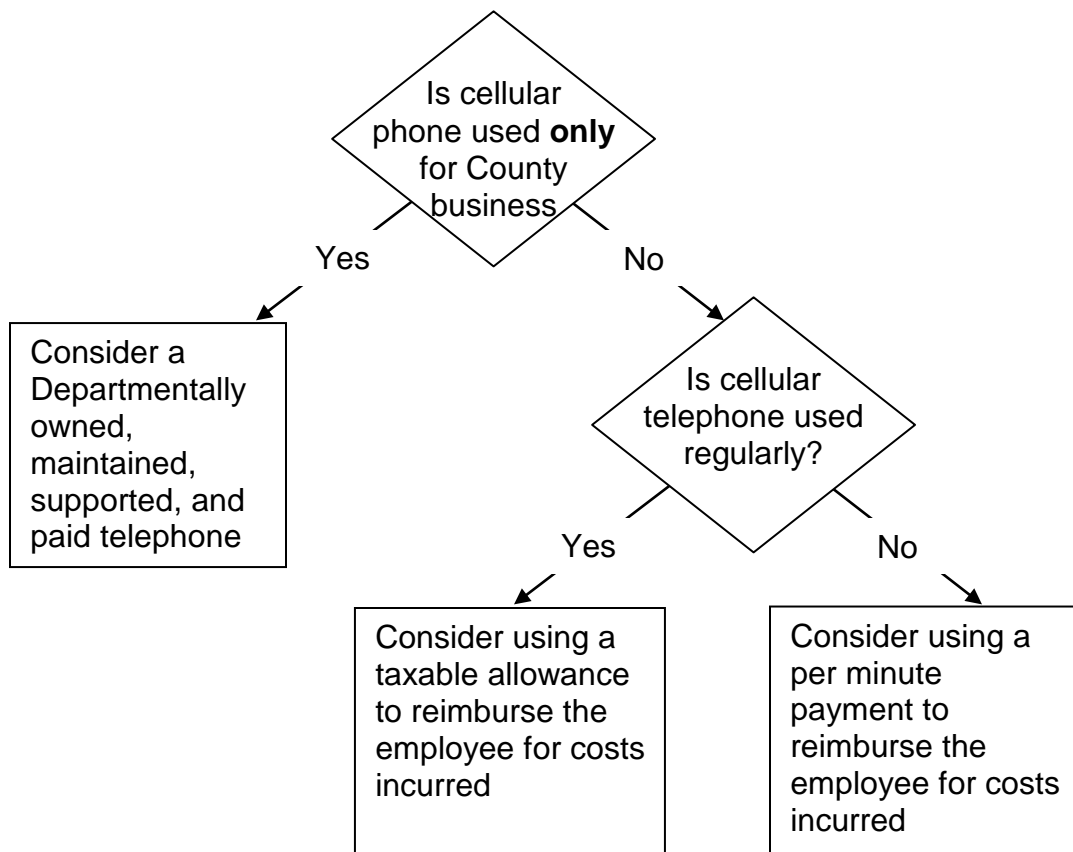 Is cellular
phone used only
for County
business
Yes
No
Consider a
Departmentally
owned,
maintained,
supported, and
paid telephone
Is cellular
telephone used
regularly?
Yes
No
Consider using a
taxable allowance
to reimburse the
employee for costs
incurred
Consider using a
per minute
payment to
reimburse the
employee for costs
incurred